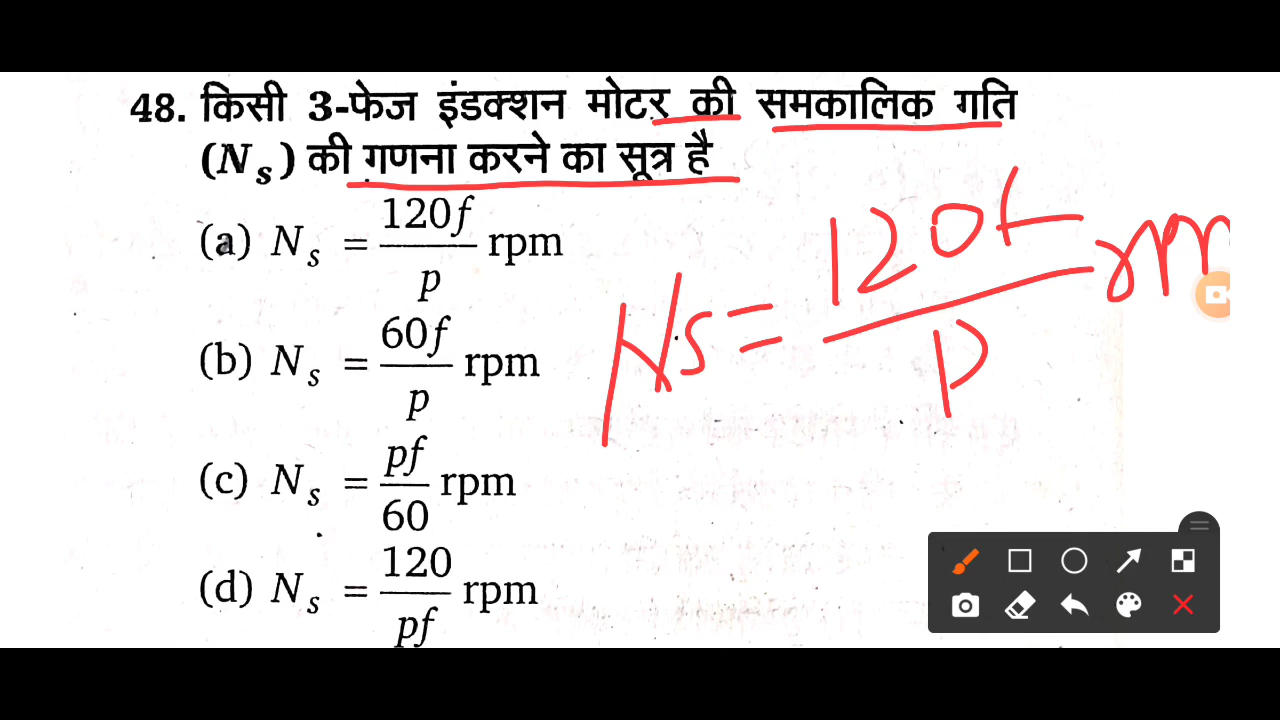 48. किसी 3-फेज इंडक्शन मोटर की समकालिक गति
(N_s) की गणना करने का सूत्र है
(a) N_s = 120f/p rpm
(b) N_s = 60f/p rpm
(c) N_s = pf/60 rpm
(d) N_s = 120/pf rpm
Ns = 120f/P rpm